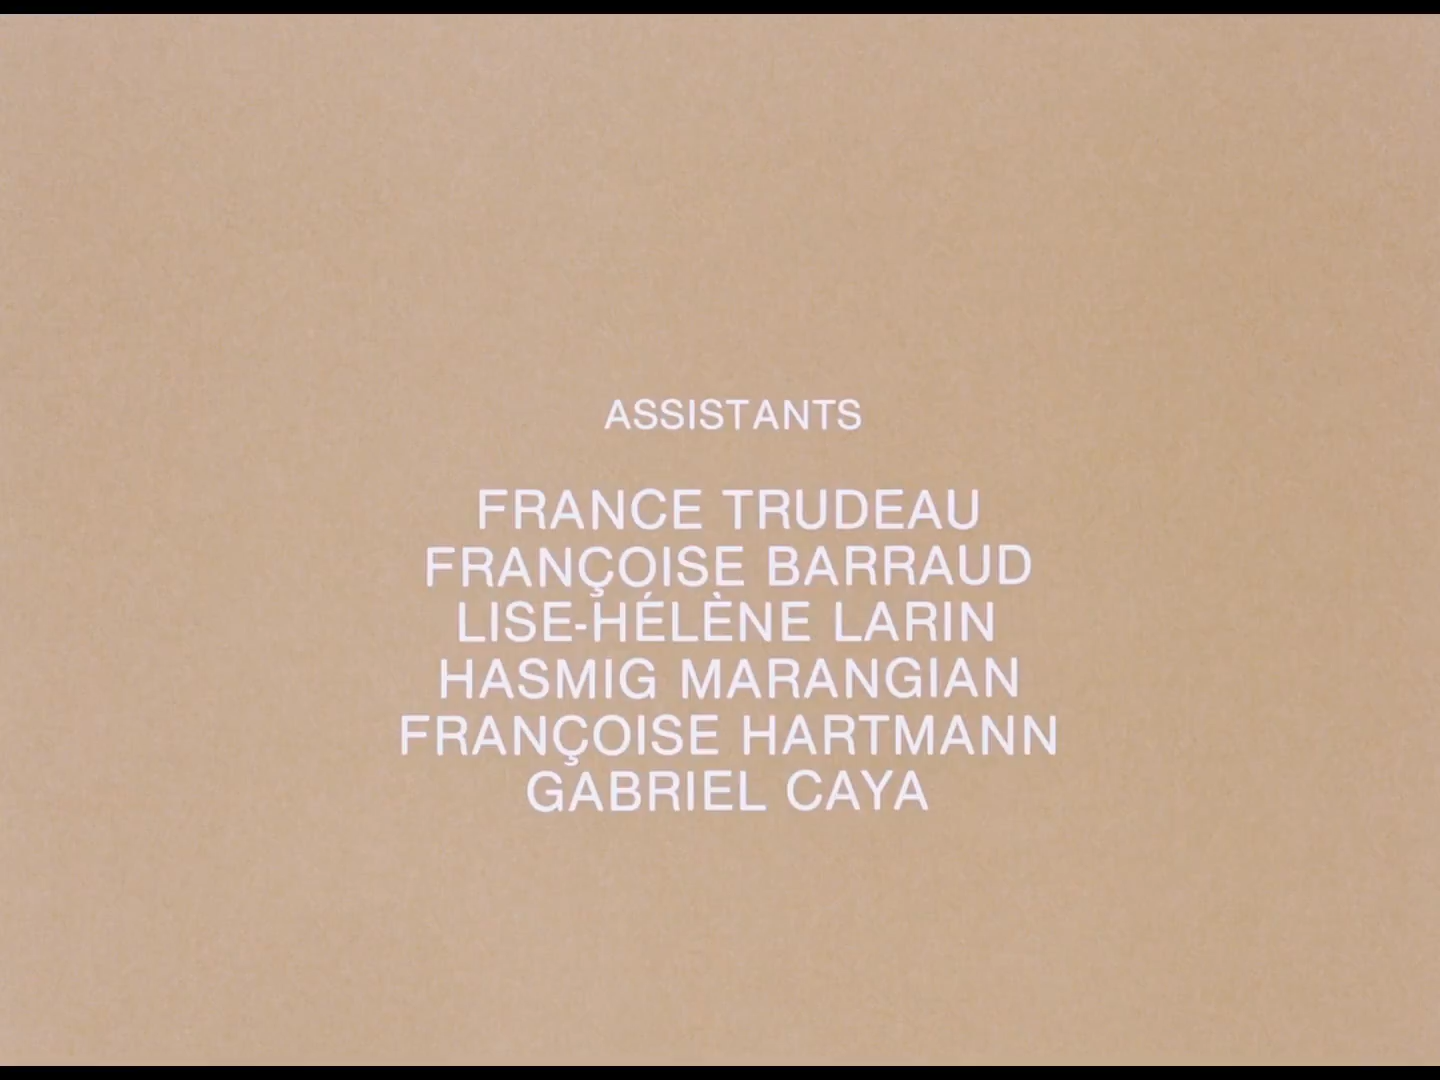 ASSISTANTS
FRANCE TRUDEAU
FRANÇOISE BARRAUD
LISE-HÉLÈNE LARIN
HASMIG MARANGIAN
FRANÇOISE HARTMANN
GABRIEL CAYA